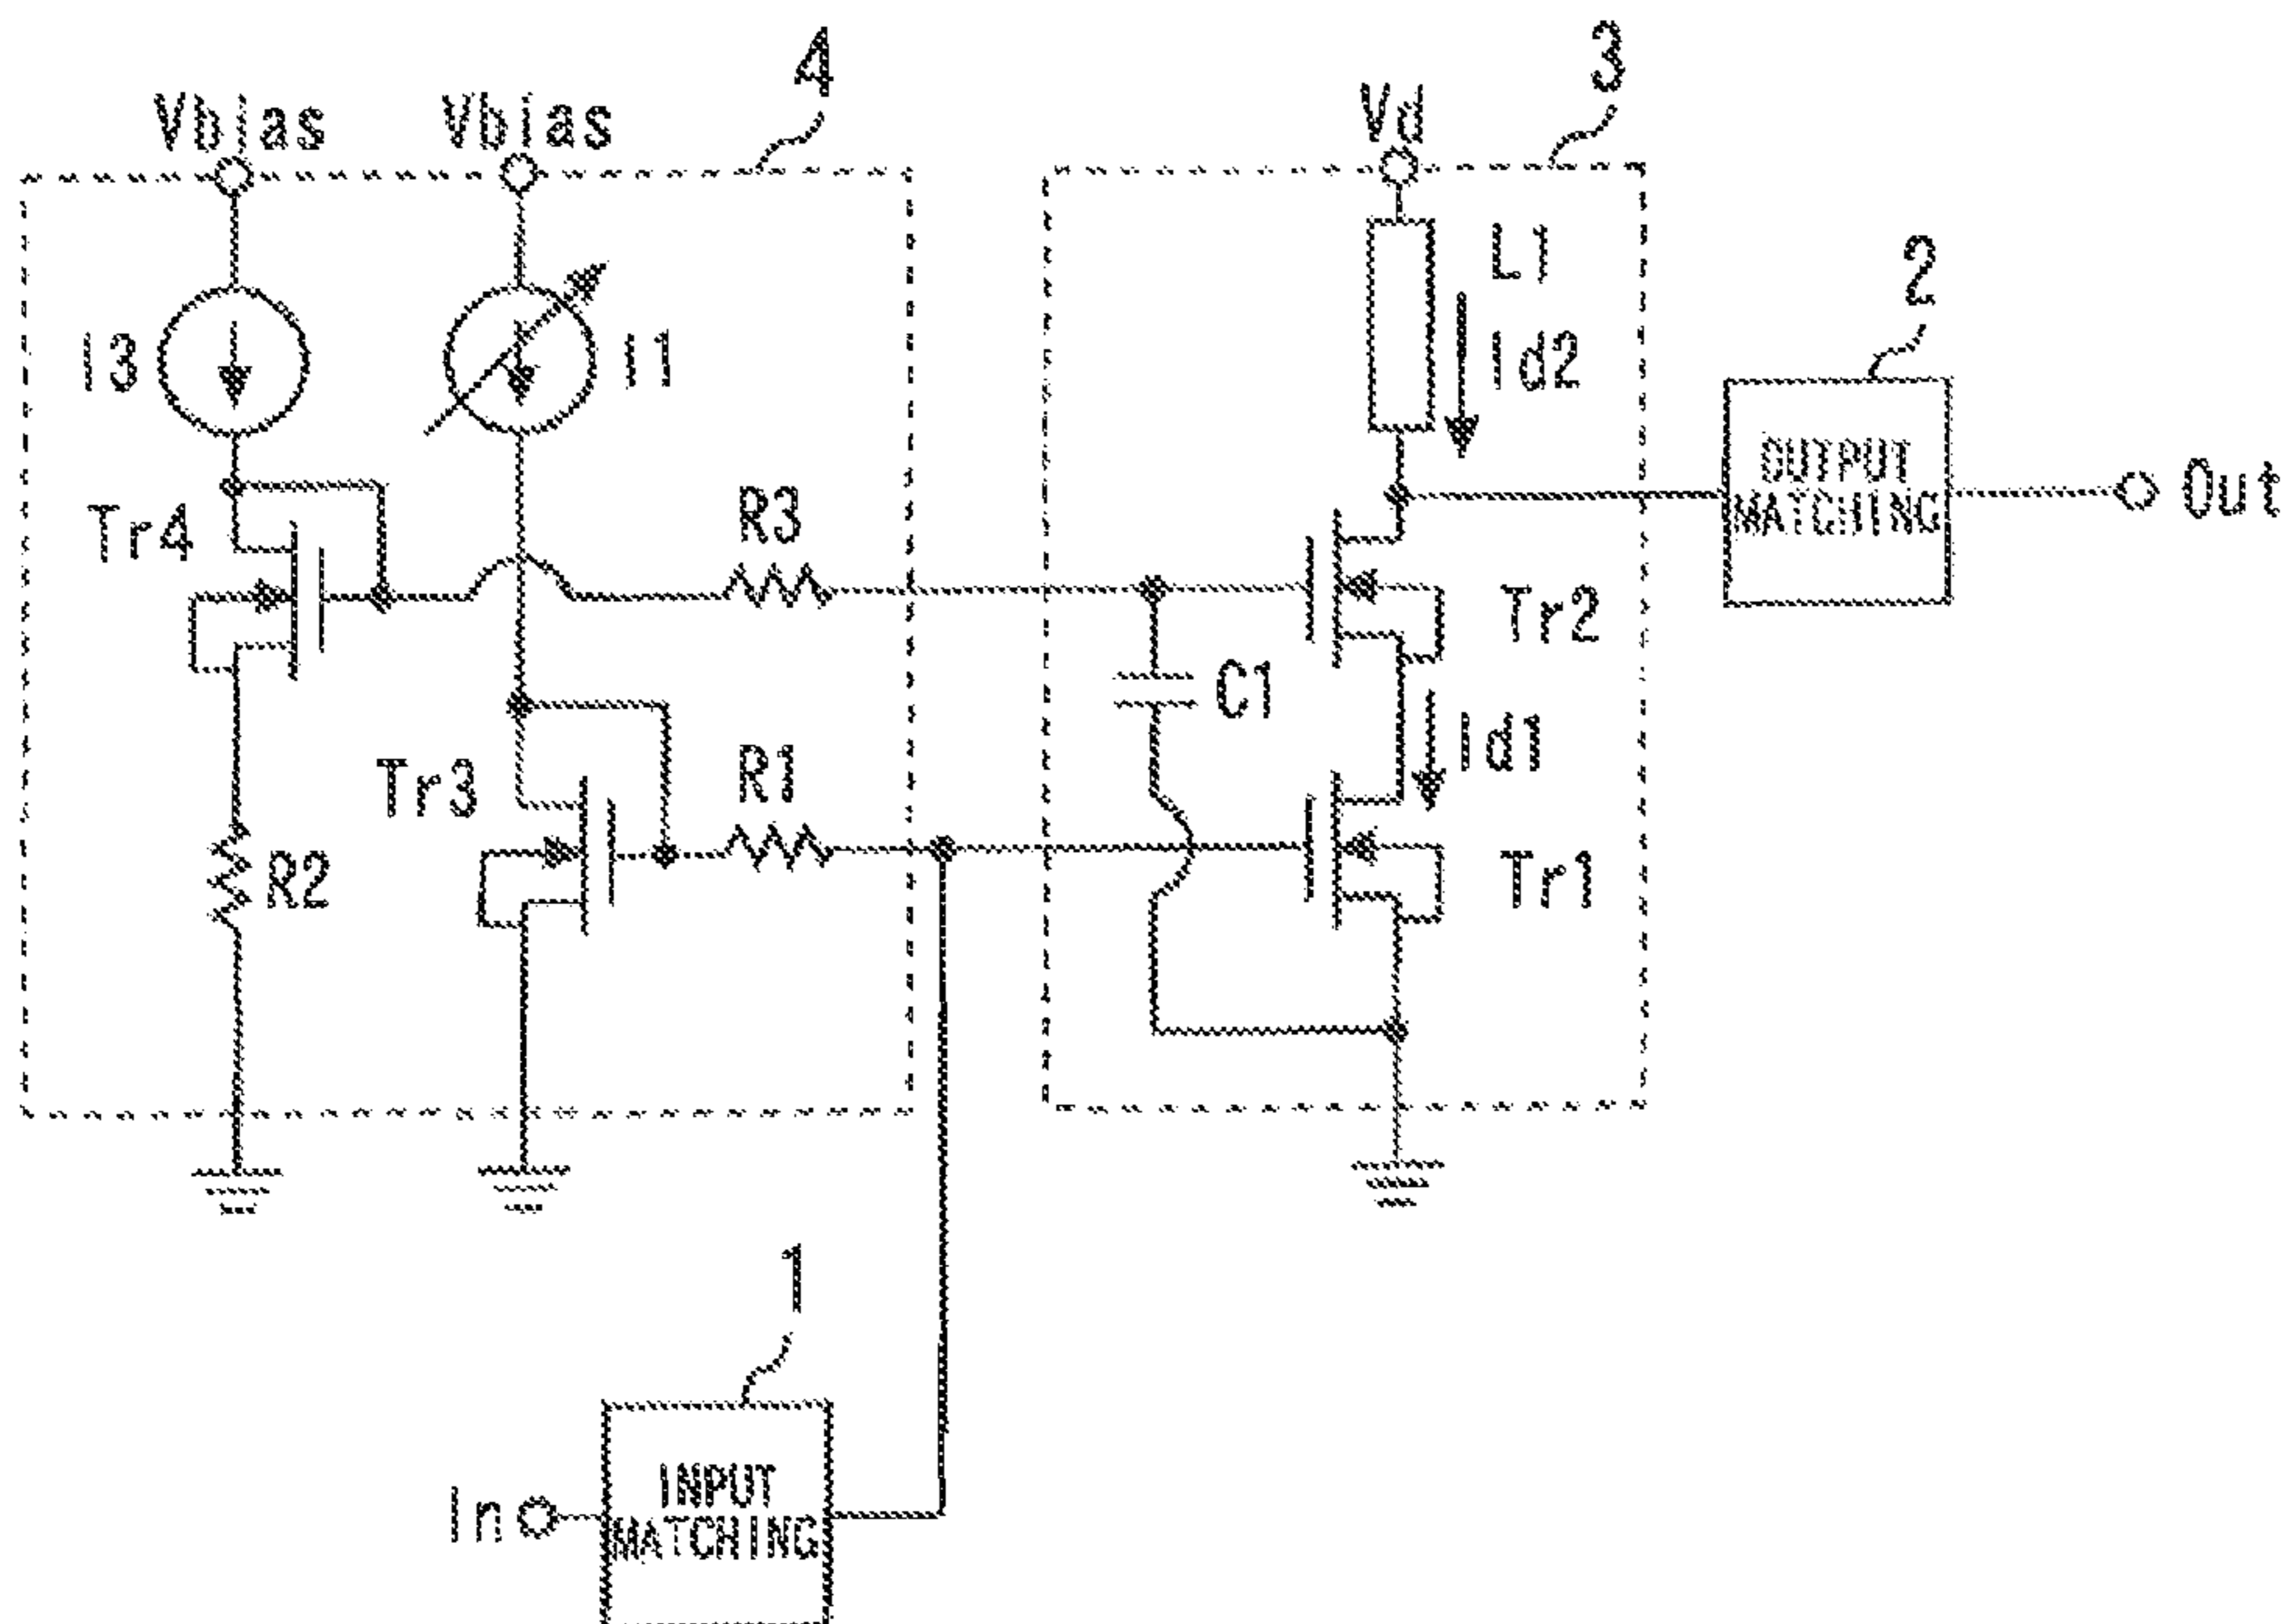 4
3
Vbias
Vbias
Vd
L1
2
I3
I1
Id2
OUTPUT
MATCHING
Out
Tr4
R3
Tr2
C1
Id1
Tr3
R1
R2
Tr1
1
In
INPUT
MATCHING